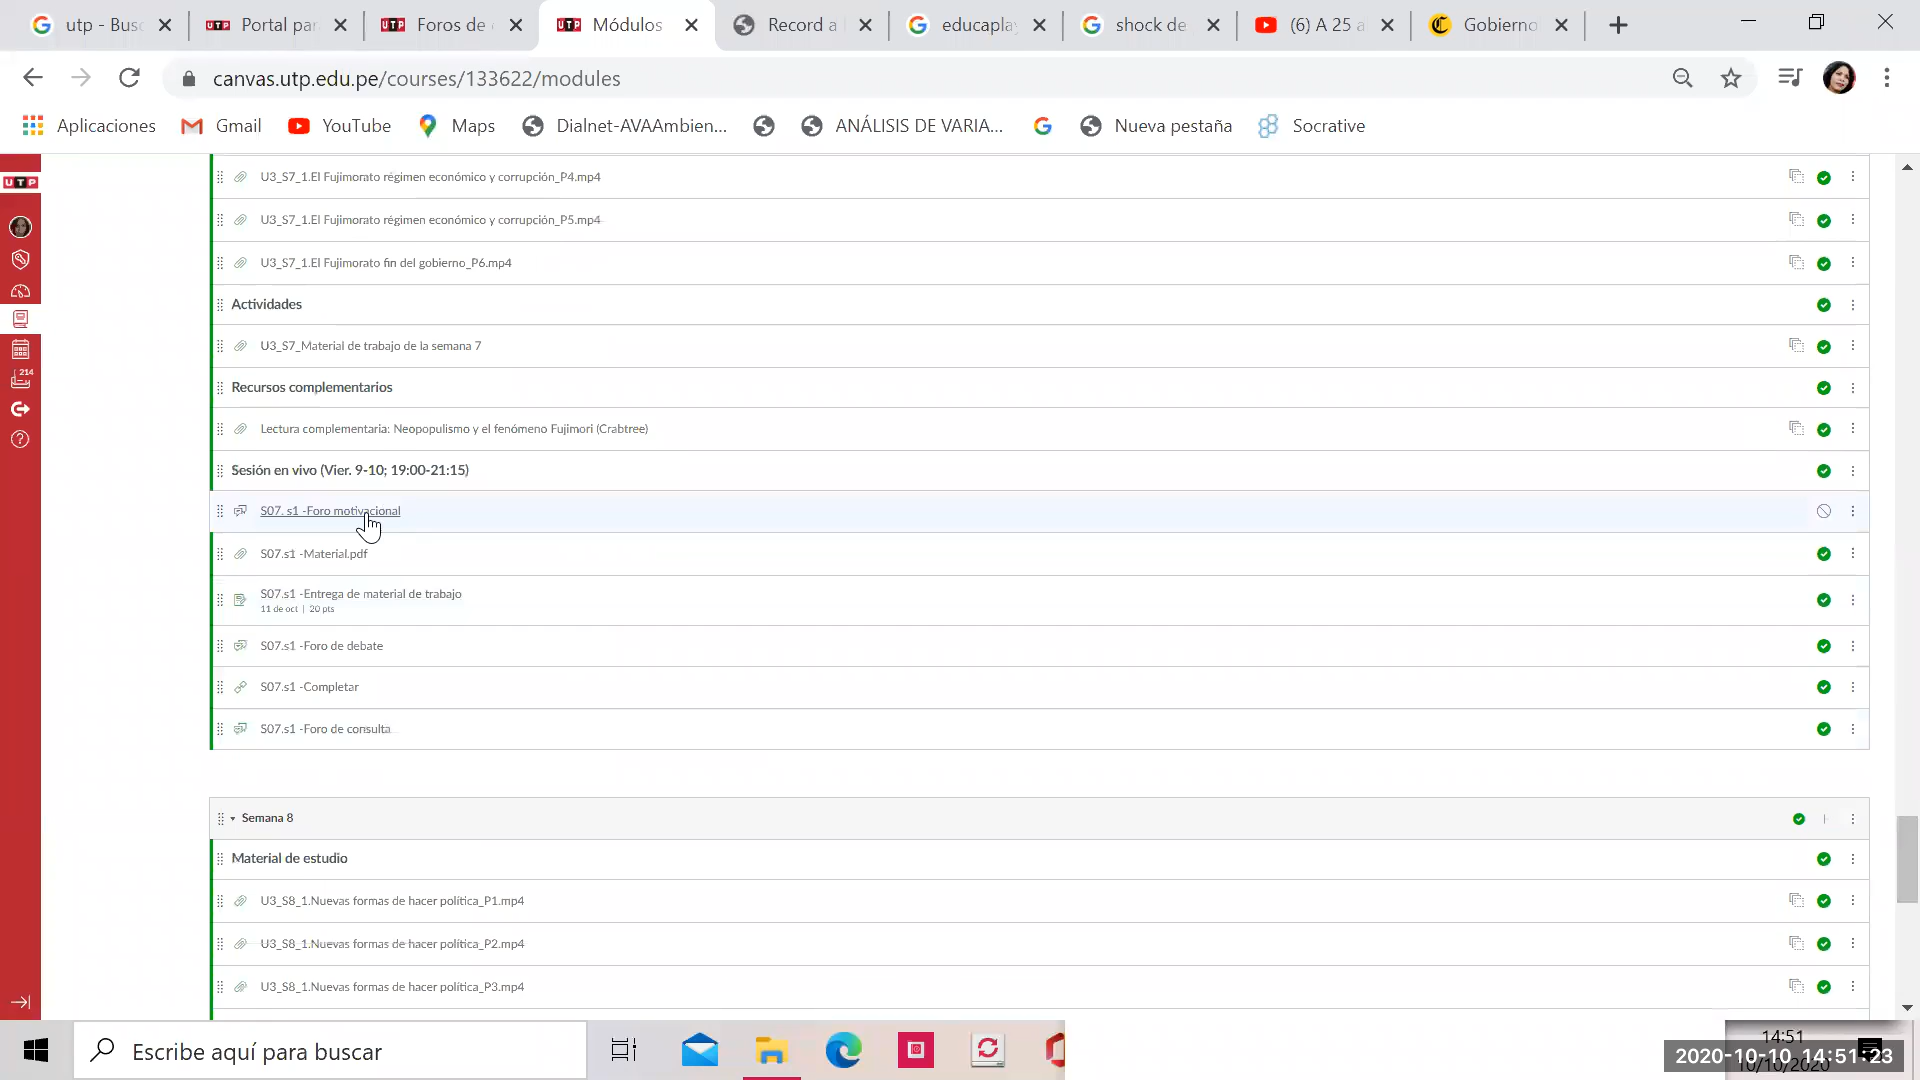 utp - Bus
Portal par
Foros de
Módulos
Record a
educapla
shock de
(6) A 25 a
Gobierno
canvas.utp.edu.pe/courses/133622/modules
Aplicaciones
Gmail
YouTube
Maps
Dialnet-AVAAmbien...
ANÁLISIS DE VARIA...
Nueva pestaña
Socrative
UTP
214
U3_S7_1.El Fujimorato régimen económico y corrupción_P4.mp4
U3_S7_1.El Fujimorato régimen económico y corrupción_P5.mp4
U3_S7_1.El Fujimorato fin del gobierno_P6.mp4
Actividades
U3_S7_Material de trabajo de la semana 7
Recursos complementarios
Lectura complementaria: Neopopulismo y el fenómeno Fujimori (Crabtree)
Sesión en vivo (Vier. 9-10; 19:00-21:15)
S07. s1 -Foro motivacional
S07.s1 -Material.pdf
S07.s1 -Entrega de material de trabajo
11 de oct | 20 pts
S07.s1 -Foro de debate
S07.s1 -Completar
S07.s1 -Foro de consulta
Semana 8
Material de estudio
U3_S8_1.Nuevas formas de hacer política_P1.mp4
U3_S8_1.Nuevas formas de hacer política_P2.mp4
U3_S8_1.Nuevas formas de hacer política_P3.mp4
Escribe aquí para buscar
14:51
2020-10-10 14:51:23
10/10/2020